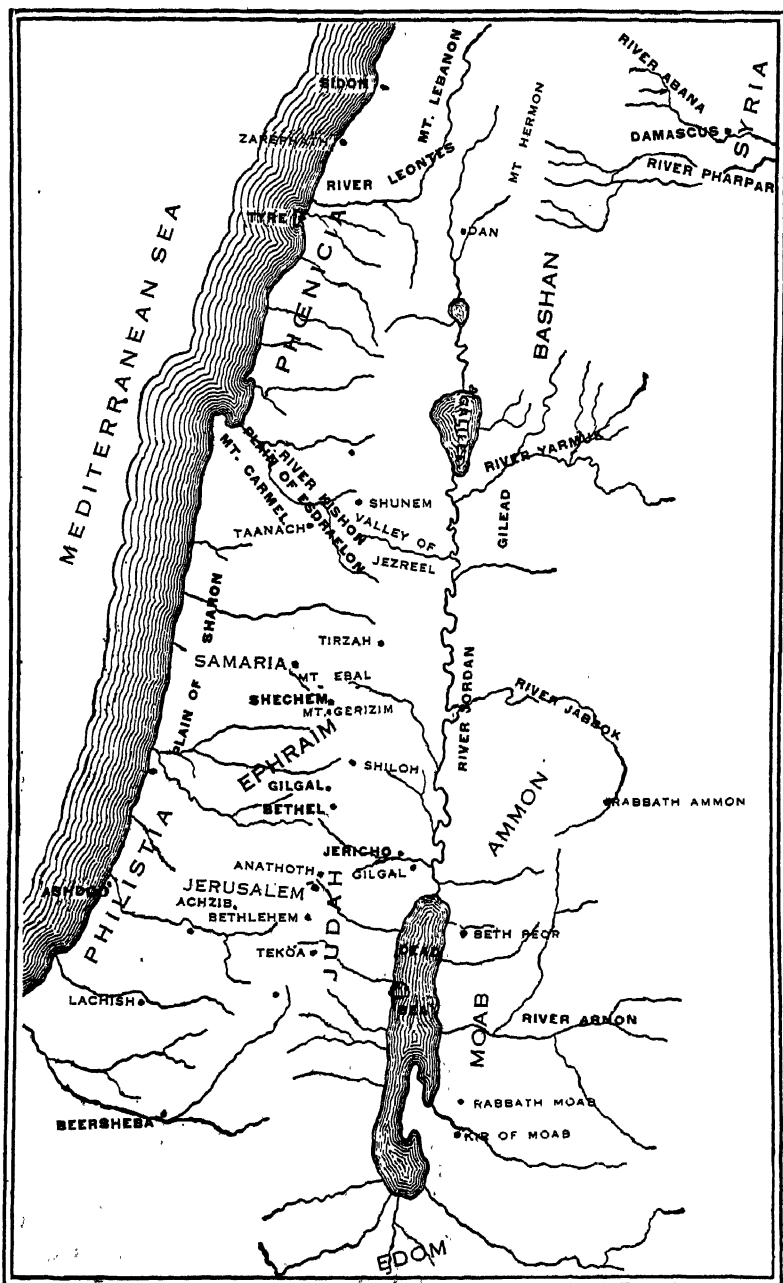 SIDON
MT. LEBANON
RIVER ABANA
SYRIA
DAMASCUS
ZAREPHATH
MT HERMON
RIVER PHARPAR
RIVER LEONTES
TYRE
DAN
PHŒNICIA
BASHAN
MEDITERRANEAN SEA
GALILEE
RIVER YARMUK
RIVER KISHON
PLAIN OF ESDRAELON
MT. CARMEL
SHUNEM
TAANACH
VALLEY OF
JEZREEL
GILEAD
PLAIN OF SHARON
TIRZAH
SAMARIA
MT EBAL
SHECHEM
MT. GERIZIM
RIVER JORDAN
RIVER JABBOK
EPHRAIM
SHILOH
GILGAL
BETHEL
AMMON
RABBATH AMMON
PHILISTIA
JERICHO
GILGAL
ANATHOTH
JERUSALEM
ASHDOD
ACHZIB
BETHLEHEM
JUDAH
TEKOA
DEAD
SEA
BETH PEOR
LACHISH
MOAB
RIVER ARNON
RABBATH MOAB
BEERSHEBA
KIR OF MOAB
EDOM